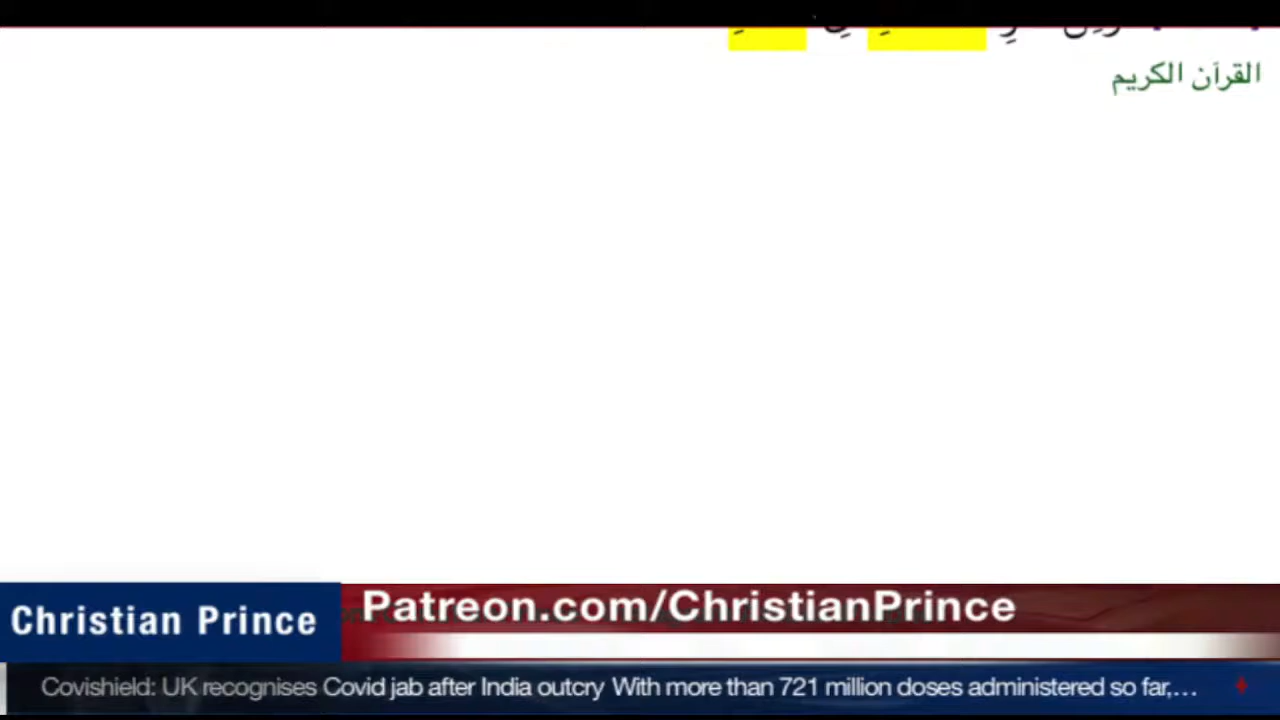 القرآن الكريم
Christian Prince
Patreon.com/ChristianPrince
Covishield: UK recognises Covid jab after India outcry With more than 721 million doses administered so far,...